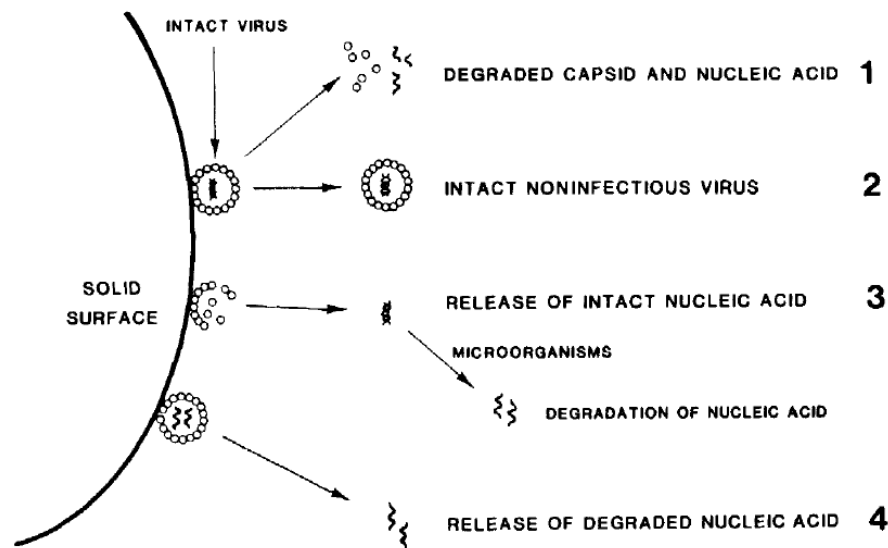 INTACT VIRUS
DEGRADED CAPSID AND NUCLEIC ACID 1
INTACT NONINFECTIOUS VIRUS 2
SOLID
SURFACE
RELEASE OF INTACT NUCLEIC ACID 3
MICROORGANISMS
DEGRADATION OF NUCLEIC ACID
RELEASE OF DEGRADED NUCLEIC ACID 4